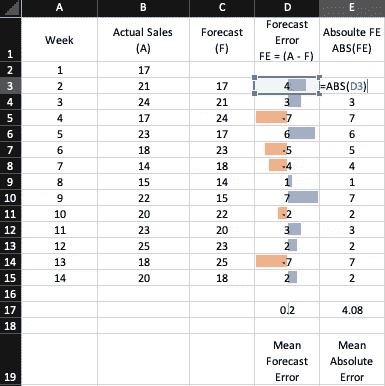 A B C D E
1 Week Actual Sales (A) Forecast (F) Forecast Error FE = (A - F) Absoulte FE ABS(FE)
2 1 17
3 2 21 17 4 =ABS(D3)
4 3 24 21 3 3
5 4 17 24 -7 7
6 5 23 17 6 6
7 6 18 23 -5 5
8 7 14 18 -4 4
9 8 15 14 1 1
10 9 22 15 7 7
11 10 20 22 -2 2
12 11 23 20 3 3
13 12 25 23 2 2
14 13 18 25 -7 7
15 14 20 18 2 2
16
17 0.2 4.08
18
19 Mean Forecast Error Mean Absolute Error